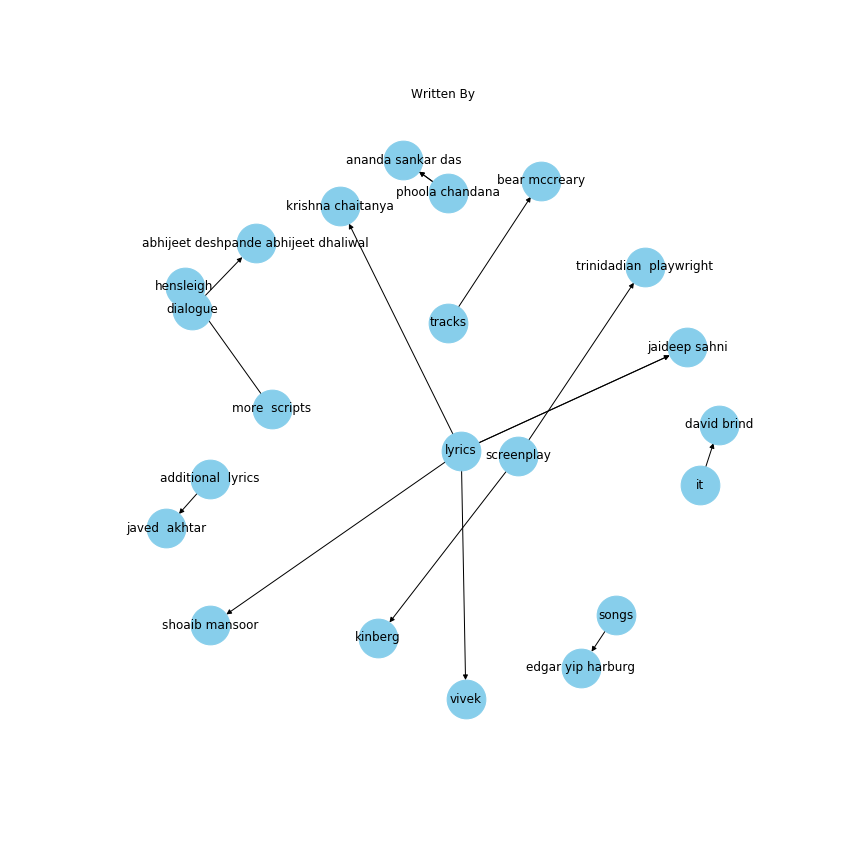 Written By
ananda sankar das
bear mccreary
phoola chandana
krishna chaitanya
abhijeet deshpande abhijeet dhaliwal
trinidadian  playwright
hensleigh
dialogue
tracks
jaideep sahni
more  scripts
david brind
lyrics
screenplay
additional  lyrics
it
javed  akhtar
songs
shoaib mansoor
kinberg
edgar yip harburg
vivek